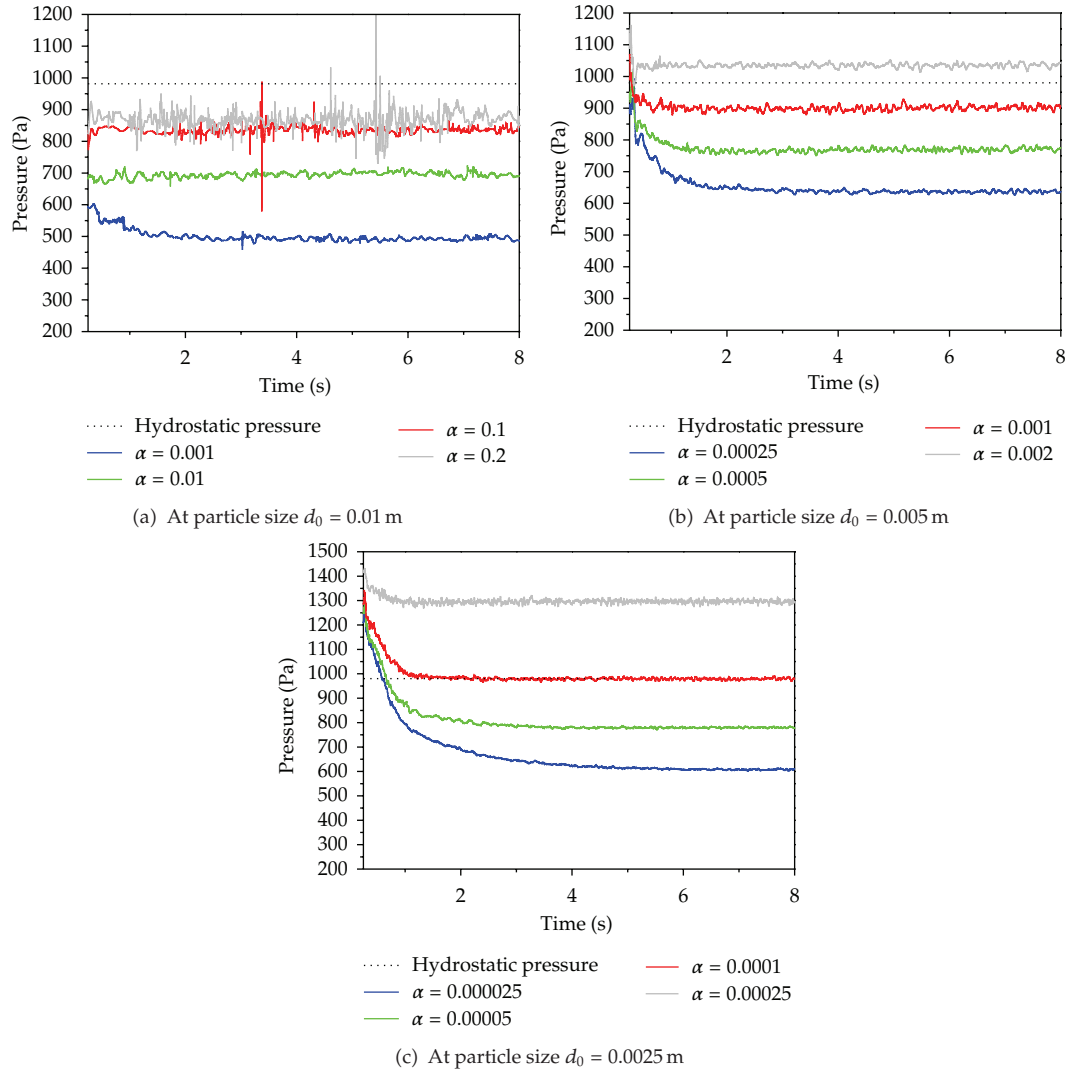 1200
1100
1000
900
800
700
600
500
400
300
200
Pressure (Pa)
2
4
6
8
Time (s)
Hydrostatic pressure
α = 0.001
α = 0.01
α = 0.1
α = 0.2
(a) At particle size d₀ = 0.01 m
1200
1100
1000
900
800
700
600
500
400
300
200
Pressure (Pa)
2
4
6
8
Time (s)
Hydrostatic pressure
α = 0.00025
α = 0.0005
α = 0.001
α = 0.002
(b) At particle size d₀ = 0.005 m
1500
1400
1300
1200
1100
1000
900
800
700
600
500
400
300
200
Pressure (Pa)
2
4
6
8
Time (s)
Hydrostatic pressure
α = 0.000025
α = 0.00005
α = 0.0001
α = 0.00025
(c) At particle size d₀ = 0.0025 m